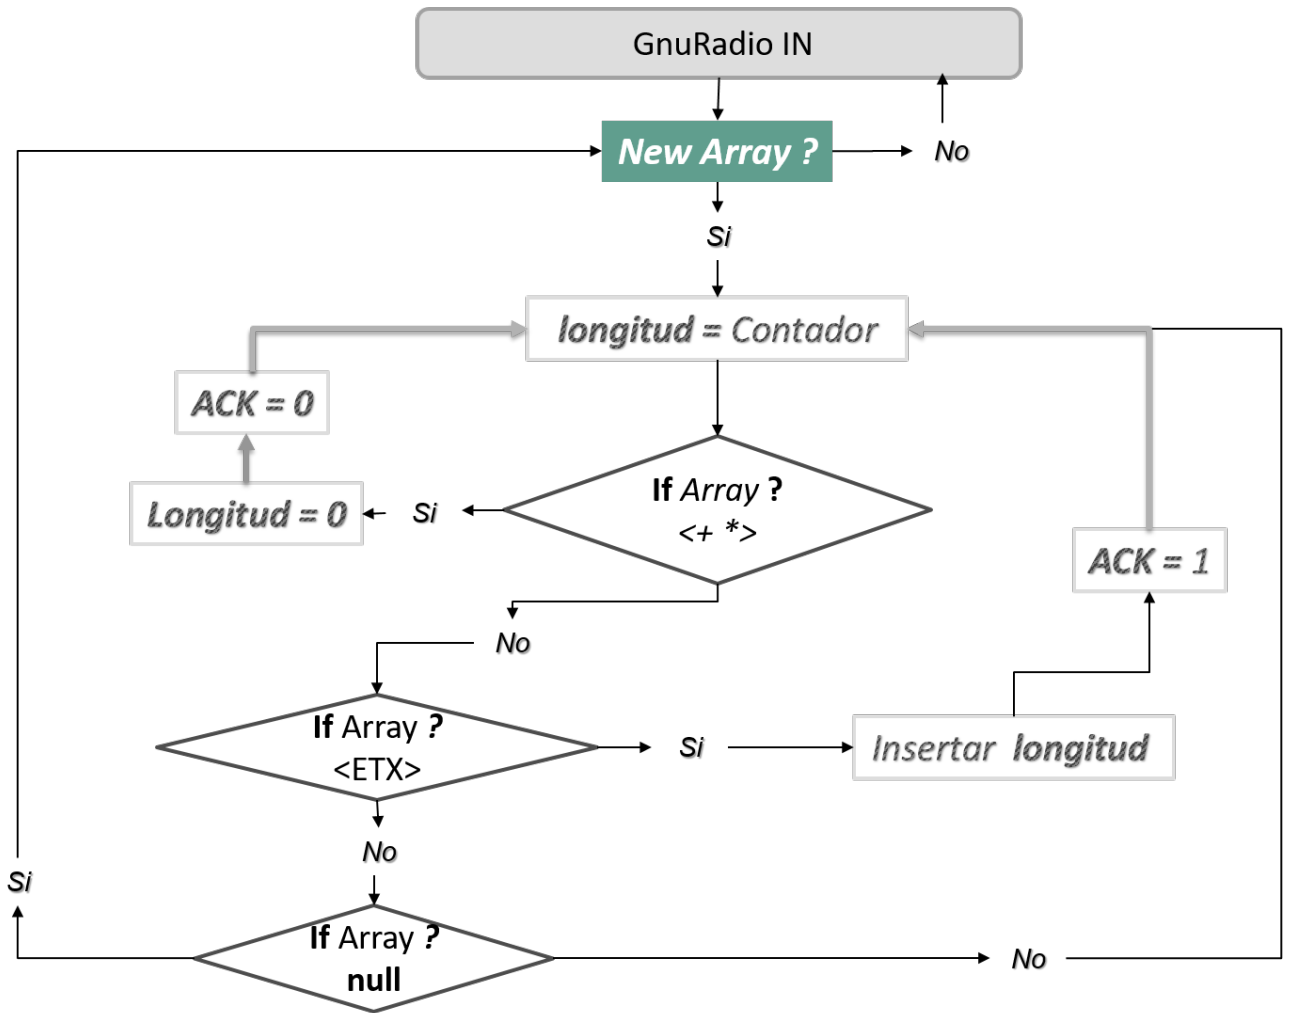 GnuRadio IN
New Array ?
No
Si
longitud = Contador
ACK = 0
If Array ?
<+ *>
Si
Longitud = 0
ACK = 1
No
If Array ?
<ETX>
Si
Insertar longitud
No
Si
If Array ?
null
No